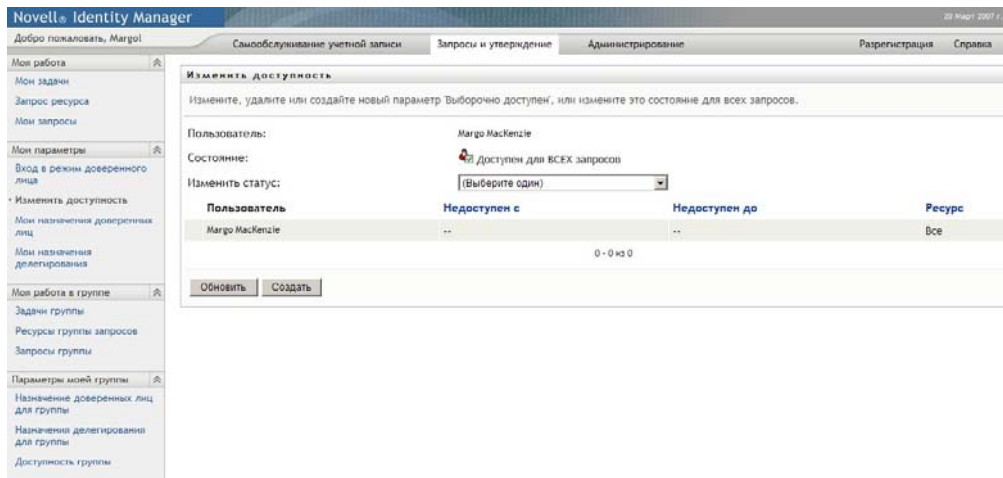 Novell® Identity Manager
20 Март 2007 г.
Добро пожаловать, Margo!
Самообслуживание учетной записи
Запросы и утверждение
Администрирование
Разрегистрация
Справка
Моя работа
Мои задачи
Запрос ресурса
Мои запросы
Мои параметры
Вход в режим доверенного
лица
Изменить доступность
Мои назначения доверенных
лиц
Мои назначения
делегирования
Моя работа в группе
Задачи группы
Ресурсы группы запросов
Запросы группы
Параметры моей группы
Назначение доверенных лиц
для группы
Назначения делегирования
для группы
Доступность группы
Изменить доступность
Измените, удалите или создайте новый параметр 'Выборочно доступен', или измените это состояние для всех запросов.
Пользователь: Margo MacKenzie
Состояние: Доступен для ВСЕХ запросов
Изменить статус: (Выберите один)
Пользователь Недоступен с Недоступен до Ресурс
Margo MacKenzie -- -- Все
0 - 0 из 0
Обновить Создать